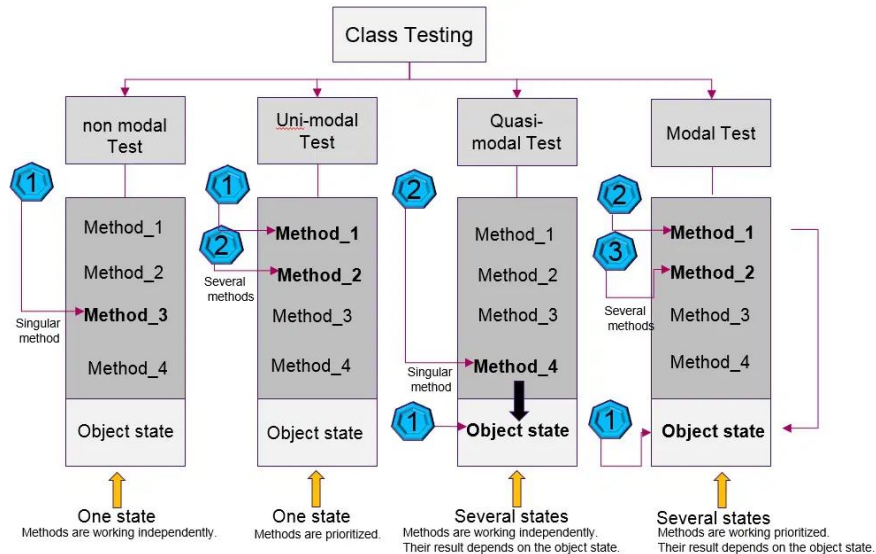 Class Testing
non modal
Test
Uni-modal
Test
Quasi-
modal Test
Modal Test
1
Method_1
Method_2
Method_3
Method_4
Singular
method
Object state
One state
Methods are working independently.
1
2
Method_1
Method_2
Method_3
Method_4
Several
methods
Object state
One state
Methods are prioritized.
2
Method_1
Method_2
Method_3
Method_4
Singular
method
1
Object state
Several states
Methods are working independently.
Their result depends on the object state.
2
3
Method_1
Method_2
Method_3
Method_4
Several
methods
1
Object state
Several states
Methods are working prioritized.
Their result depends on the object state.